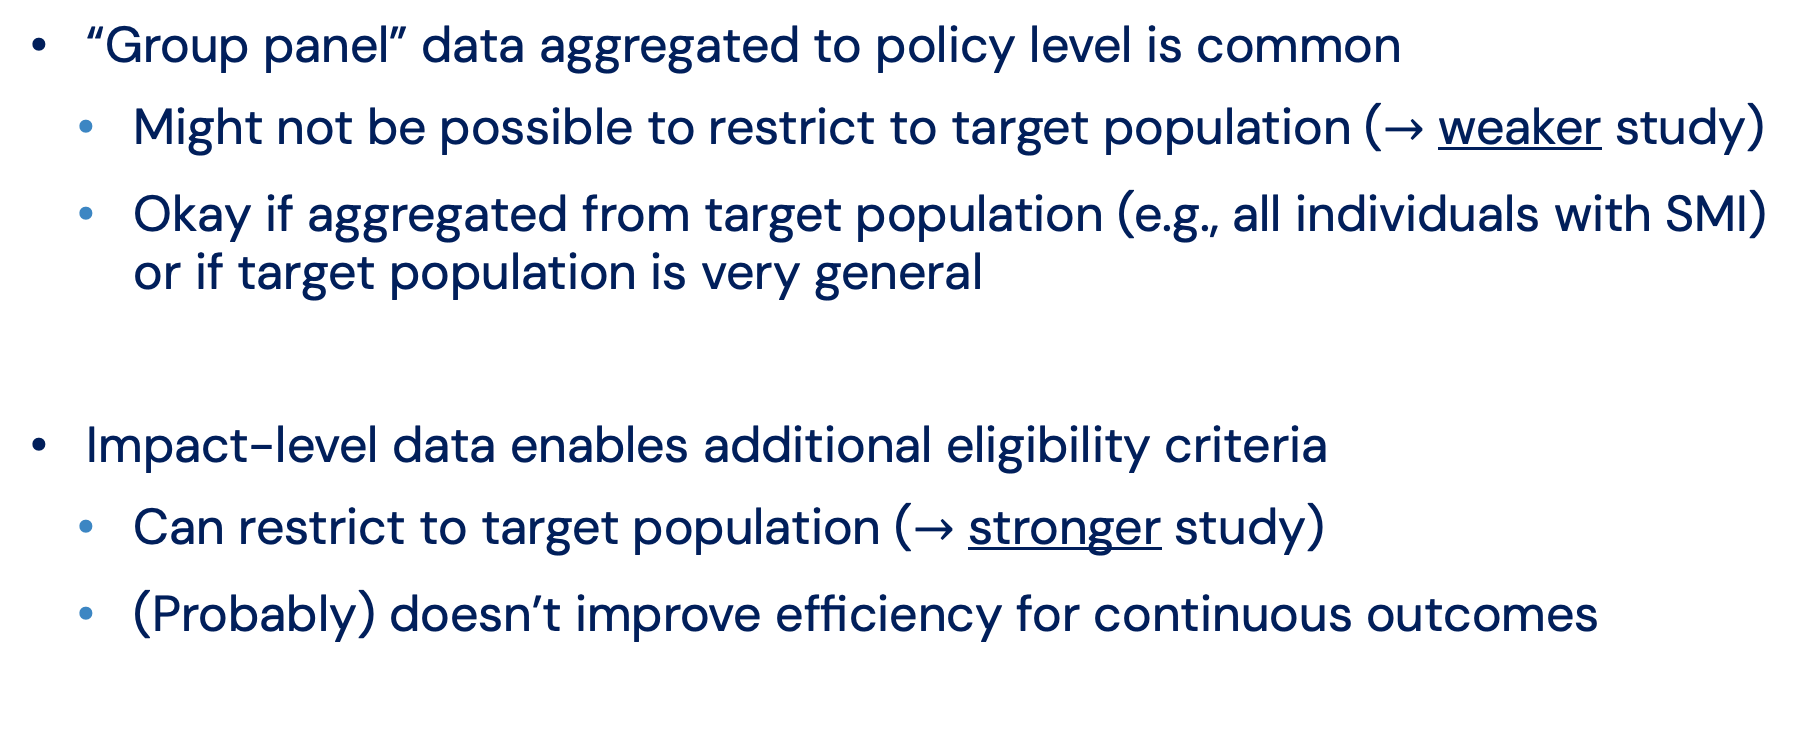 • “Group panel” data aggregated to policy level is common
• Might not be possible to restrict to target population (→ weaker study)
• Okay if aggregated from target population (e.g., all individuals with SMI)
or if target population is very general
• Impact-level data enables additional eligibility criteria
• Can restrict to target population (→ stronger study)
• (Probably) doesn’t improve efficiency for continuous outcomes